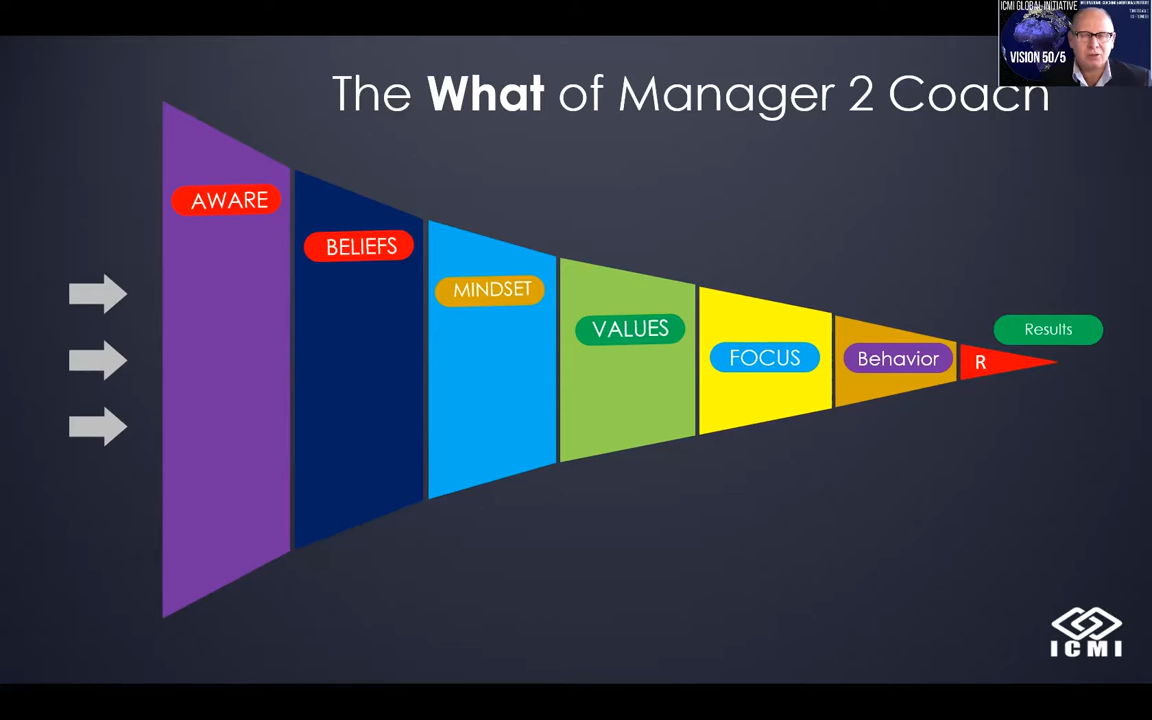 ICMI GLOBAL INITIATIVE
VISION 50/5
The What of Manager 2 Coach
AWARE
BELIEFS
MINDSET
VALUES
FOCUS
Behavior
R
Results
ICMI